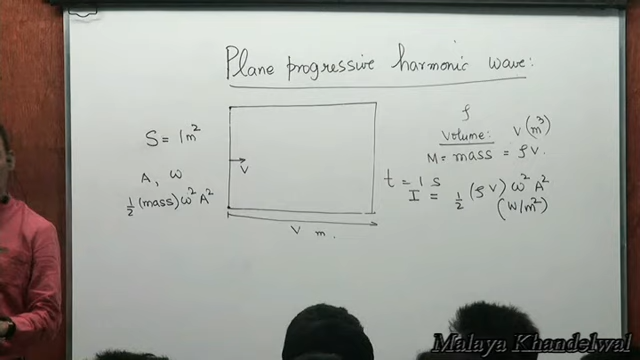 Plane progressive harmonic wave:
S = 1m²
A, ω
½ (mass) ω² A²
V
V m.
ρ
Volume: V (m³)
M = mass = ρ V.
t = 1 s
I = ½ (ρ V) ω² A²
(W/m²)
Malaya Khandelwal